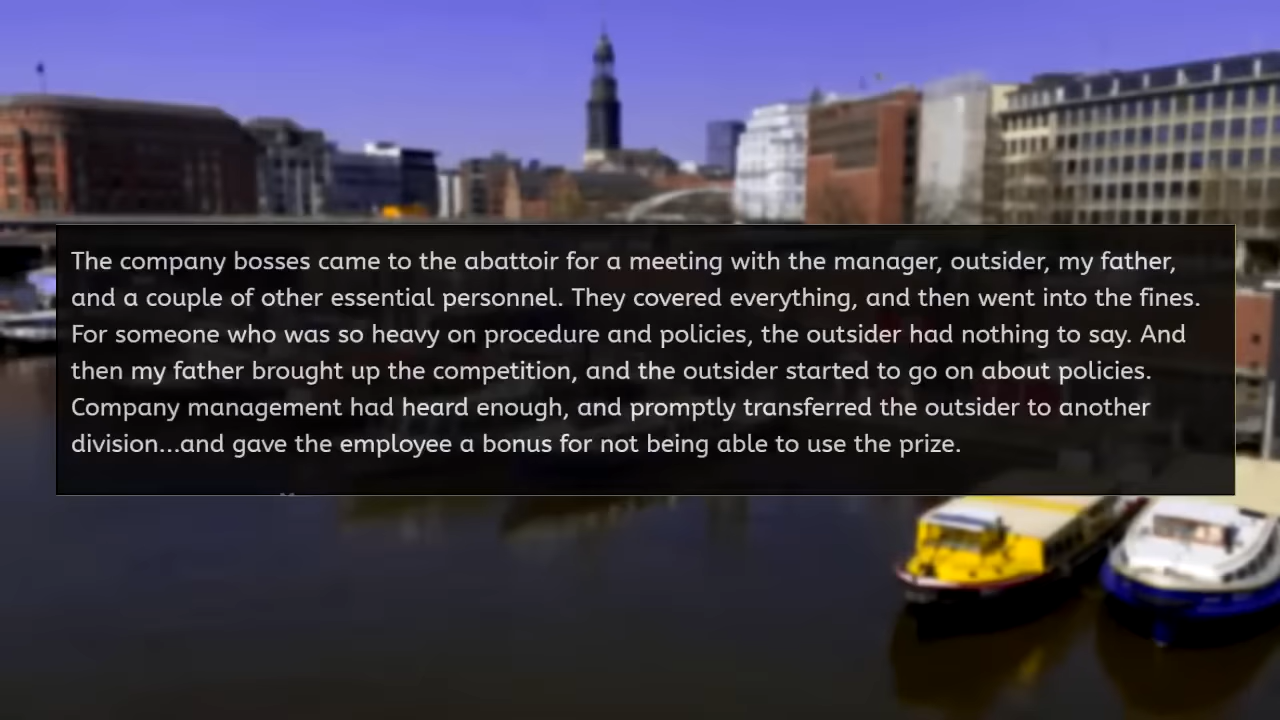 The company bosses came to the abattoir for a meeting with the manager, outsider, my father,
and a couple of other essential personnel. They covered everything, and then went into the fines.
For someone who was so heavy on procedure and policies, the outsider had nothing to say. And
then my father brought up the competition, and the outsider started to go on about policies.
Company management had heard enough, and promptly transferred the outsider to another
division...and gave the employee a bonus for not being able to use the prize.